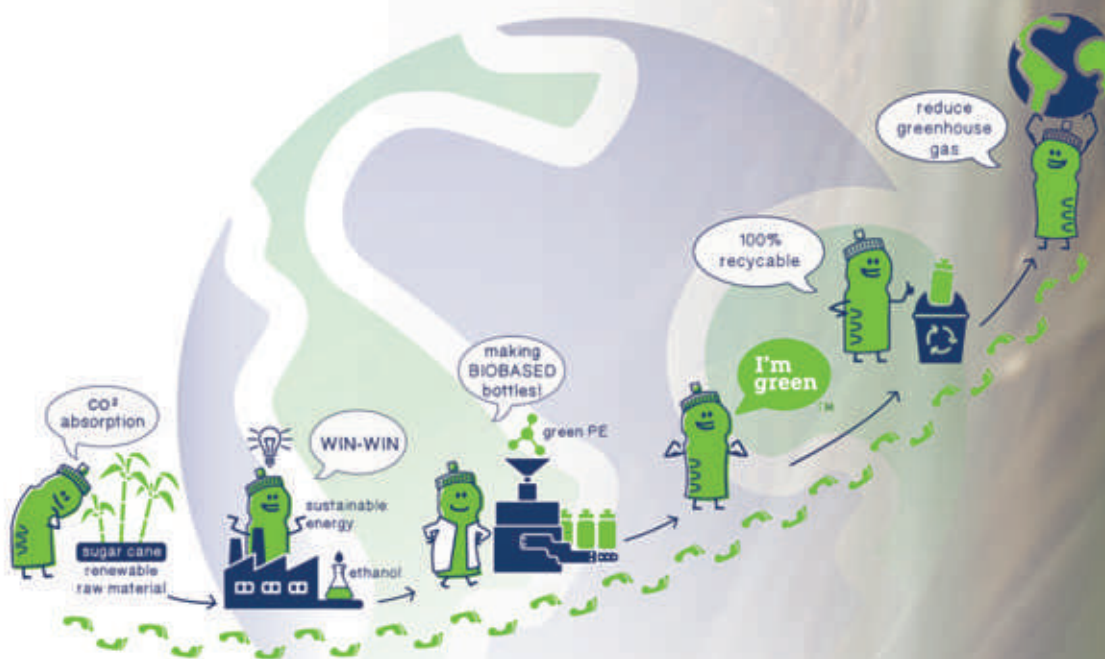 CO²
absorption
sugar cane
renewable
raw material
WIN-WIN
sustainable
energy
ethanol
making
BIOBASED
bottles!
green PE
I'm
green
TM
100%
recycable
reduce
greenhouse
gas